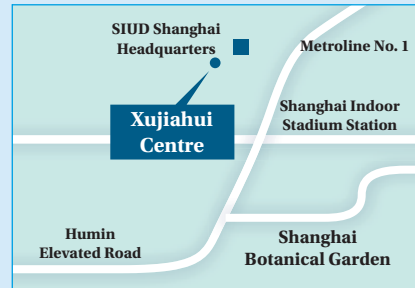 SIUD Shanghai
Headquarters
Metroline No. 1
Xujiahui
Centre
Shanghai Indoor
Stadium Station
Humin
Elevated Road
Shanghai
Botanical Garden